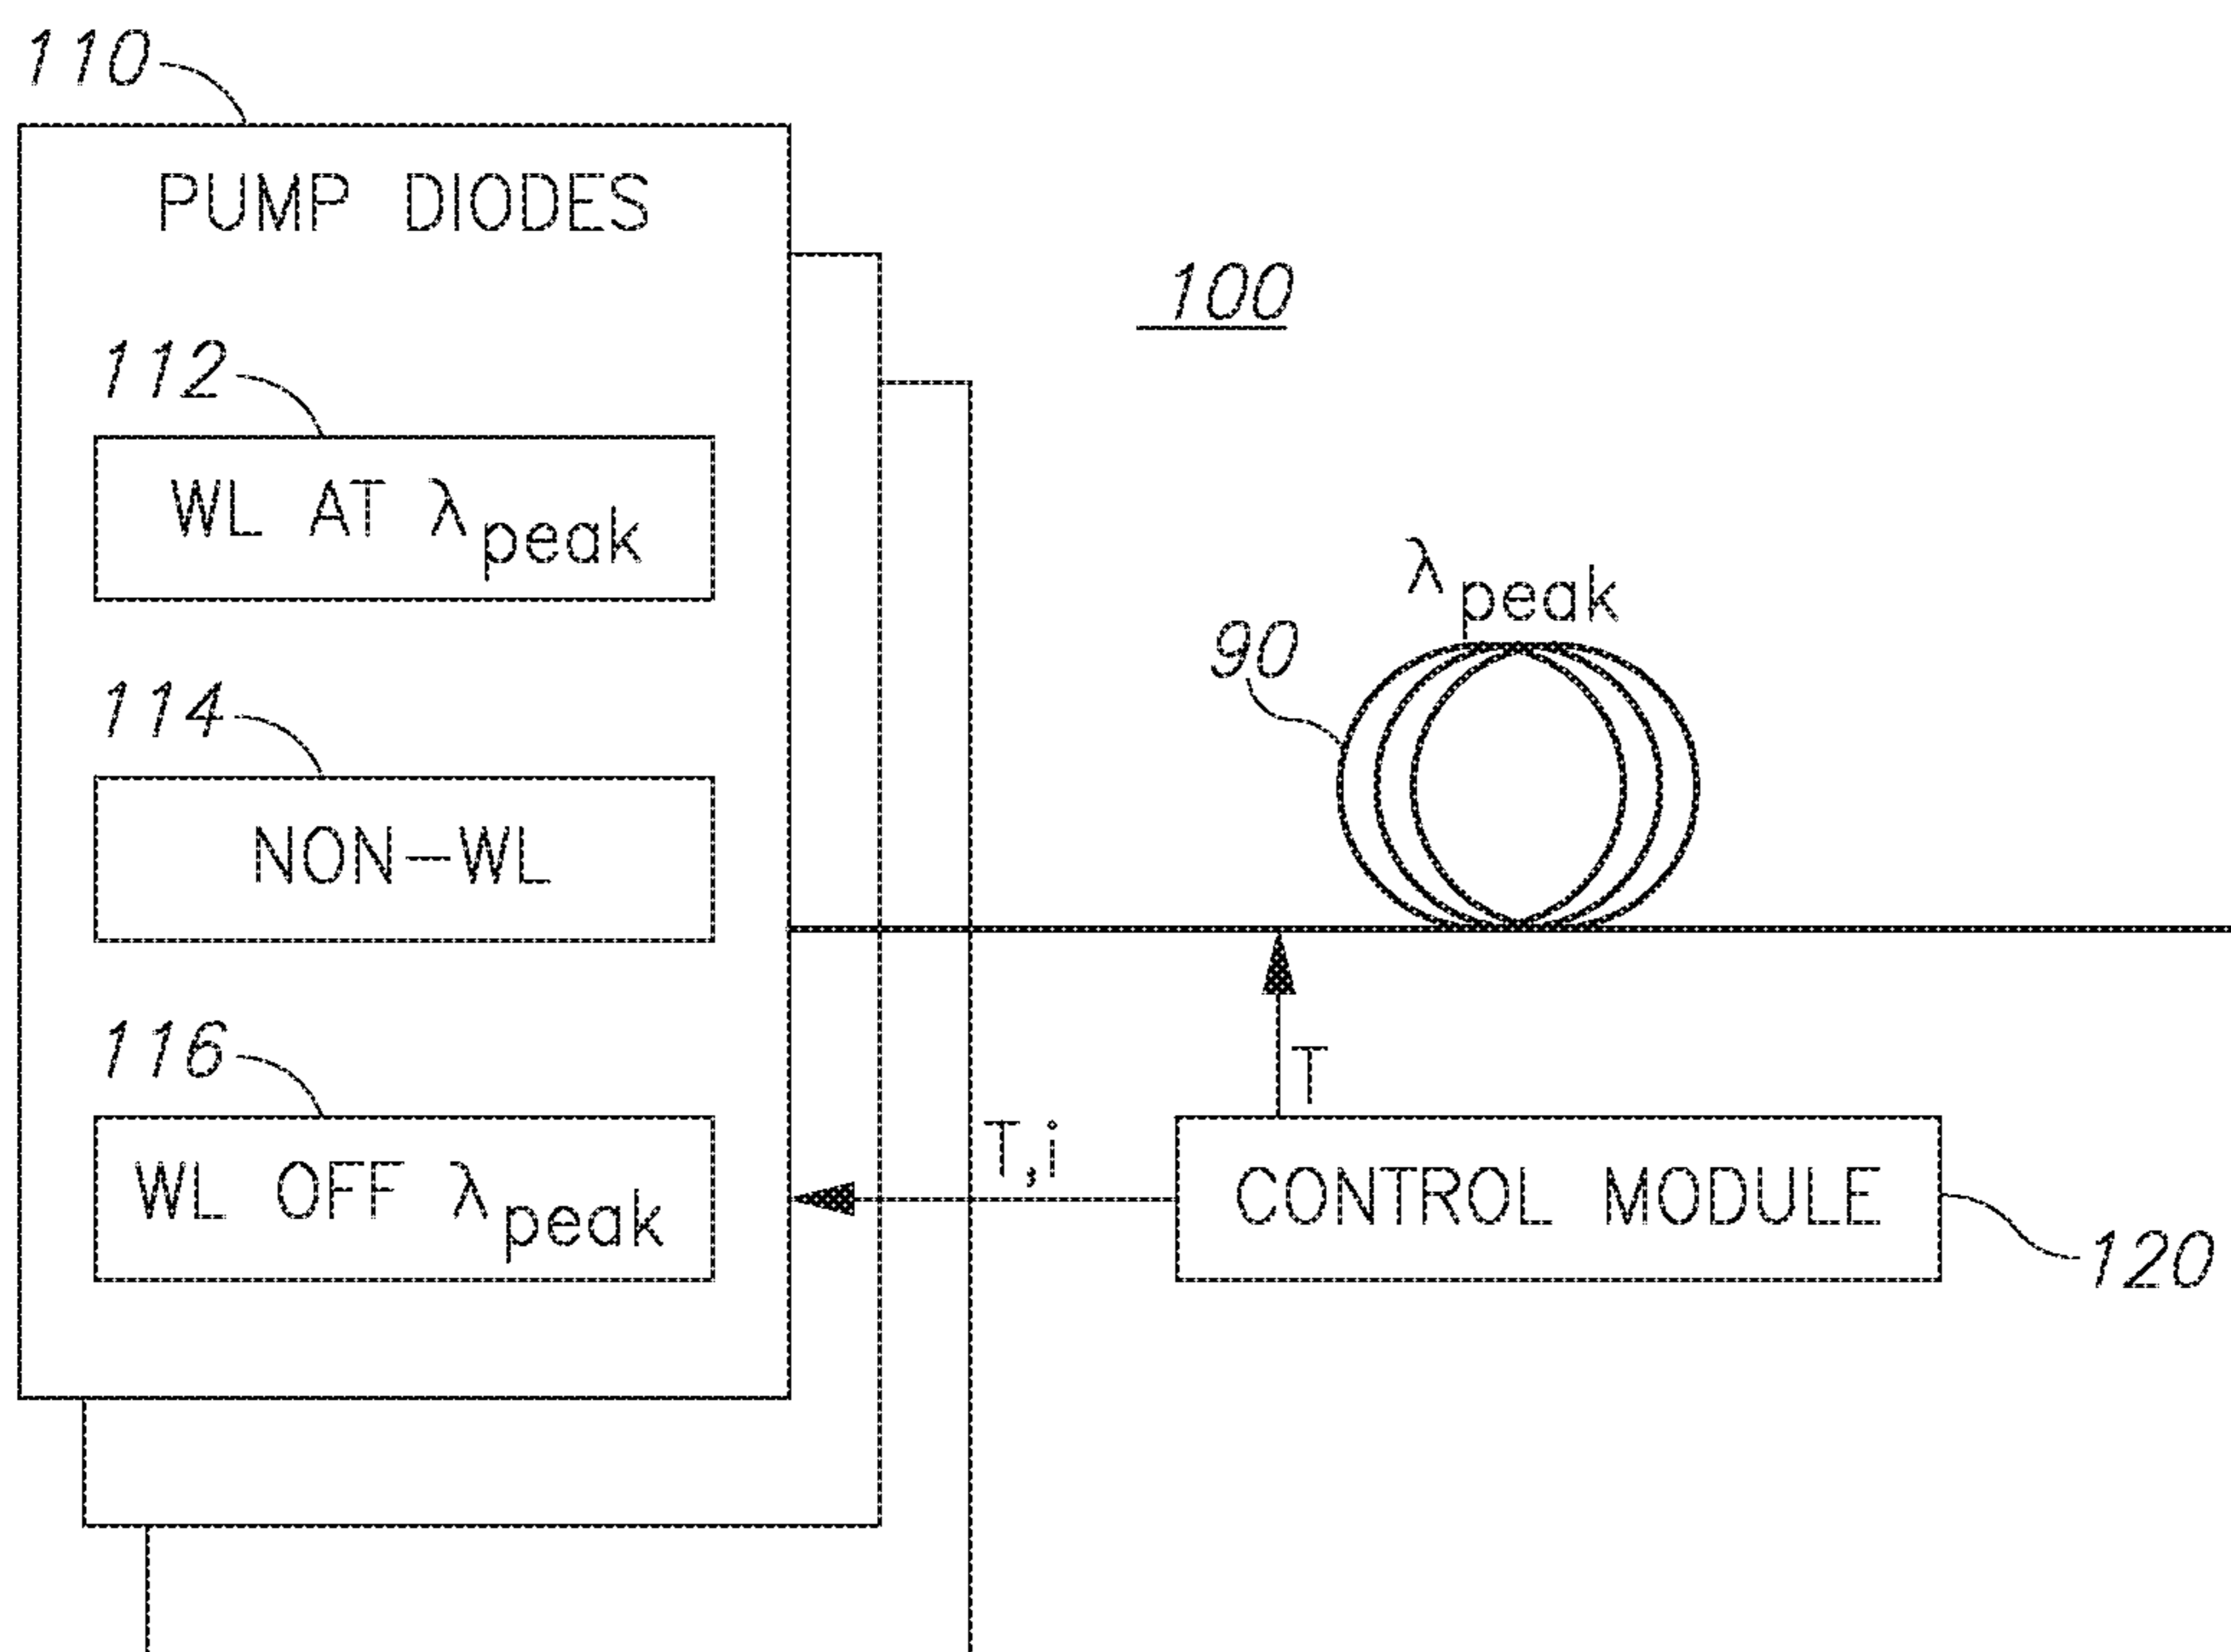 110
PUMP DIODES
100
112
WL AT λpeak
λpeak
90
114
NON-WL
116
T
T,i
WL OFF λpeak
CONTROL MODULE
120